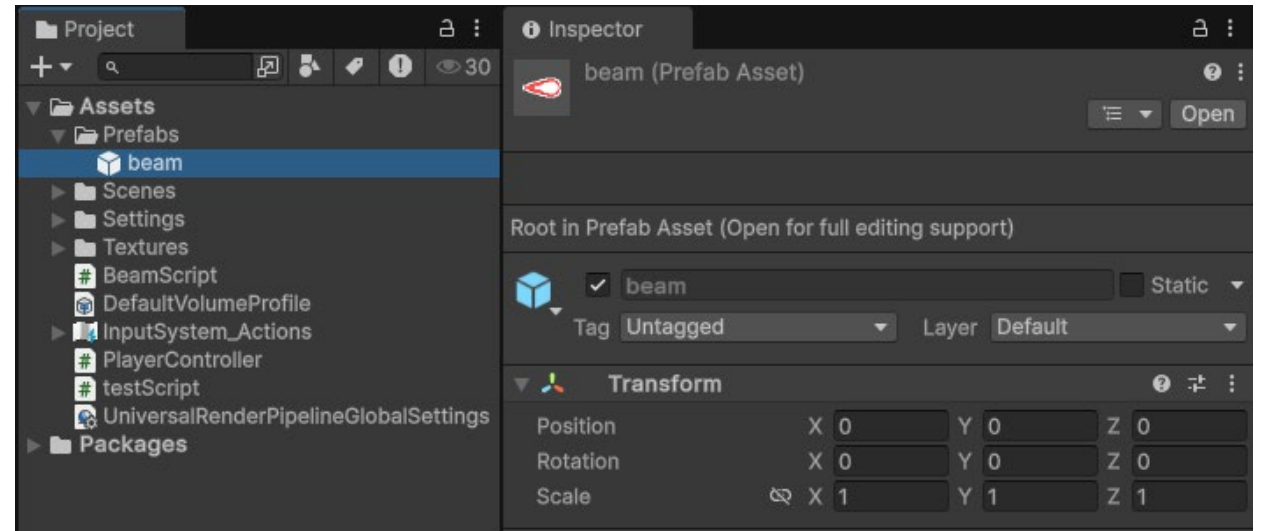 Project
30
Assets
Prefabs
beam
Scenes
Settings
Textures
BeamScript
DefaultVolumeProfile
InputSystem_Actions
PlayerController
testScript
UniversalRenderPipelineGlobalSettings
Packages
Inspector
beam (Prefab Asset)
Open
Root in Prefab Asset (Open for full editing support)
beam Static
Tag Untagged Layer Default
Transform
Position X 0 Y 0 Z 0
Rotation X 0 Y 0 Z 0
Scale X 1 Y 1 Z 1